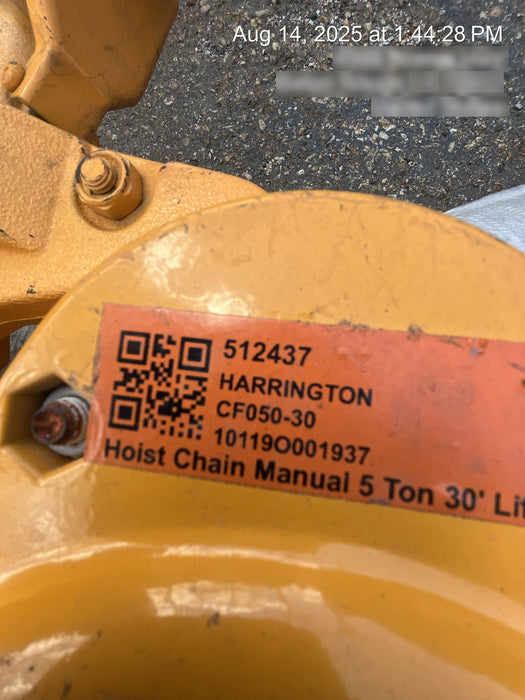 Aug 14, 2025 at 1:44:28 PM
512437
HARRINGTON
CF050-30
10119O001937
Hoist Chain Manual 5 Ton 30' Lif